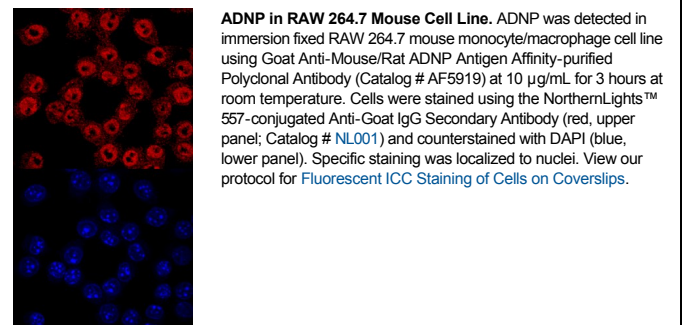 ADNP in RAW 264.7 Mouse Cell Line. ADNP was detected in
immersion fixed RAW 264.7 mouse monocyte/macrophage cell line
using Goat Anti-Mouse/Rat ADNP Antigen Affinity-purified
Polyclonal Antibody (Catalog # AF5919) at 10 µg/mL for 3 hours at
room temperature. Cells were stained using the NorthernLights™
557-conjugated Anti-Goat IgG Secondary Antibody (red, upper
panel; Catalog # NL001) and counterstained with DAPI (blue,
lower panel). Specific staining was localized to nuclei. View our
protocol for Fluorescent ICC Staining of Cells on Coverslips.